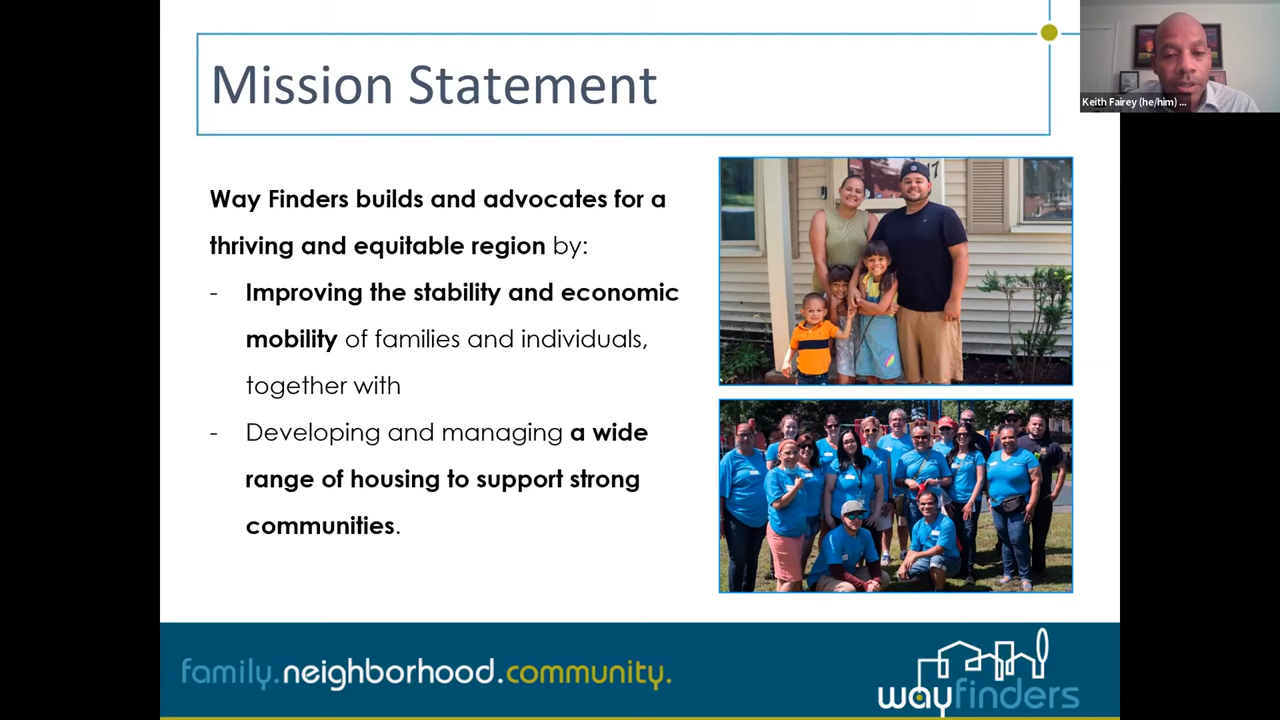 Mission Statement
Keith Fairey (he/him) ...
Way Finders builds and advocates for a
thriving and equitable region by:
- Improving the stability and economic
mobility of families and individuals,
together with
- Developing and managing a wide
range of housing to support strong
communities.
17
family.neighborhood.community.
wayfinders